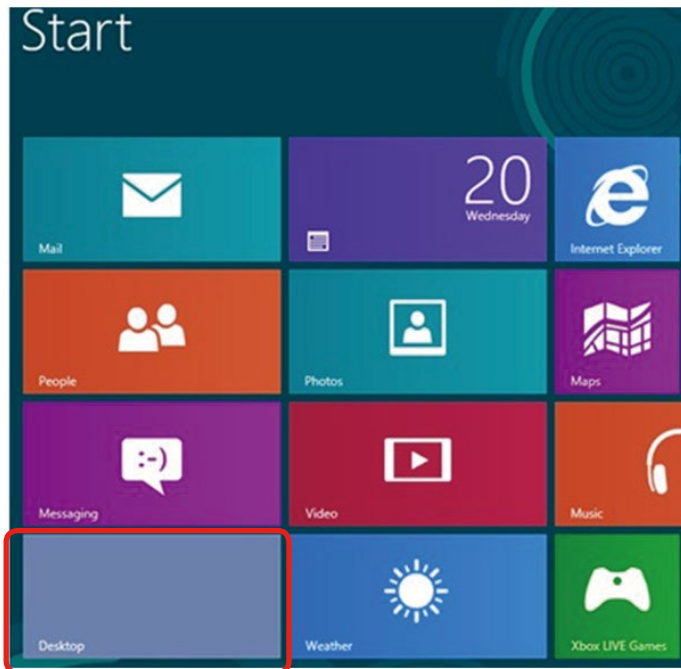 Start
Mail
20
Wednesday
Internet Explorer
People
Photos
Maps
:-)
Messaging
Video
Music
Desktop
Weather
Xbox LIVE Games